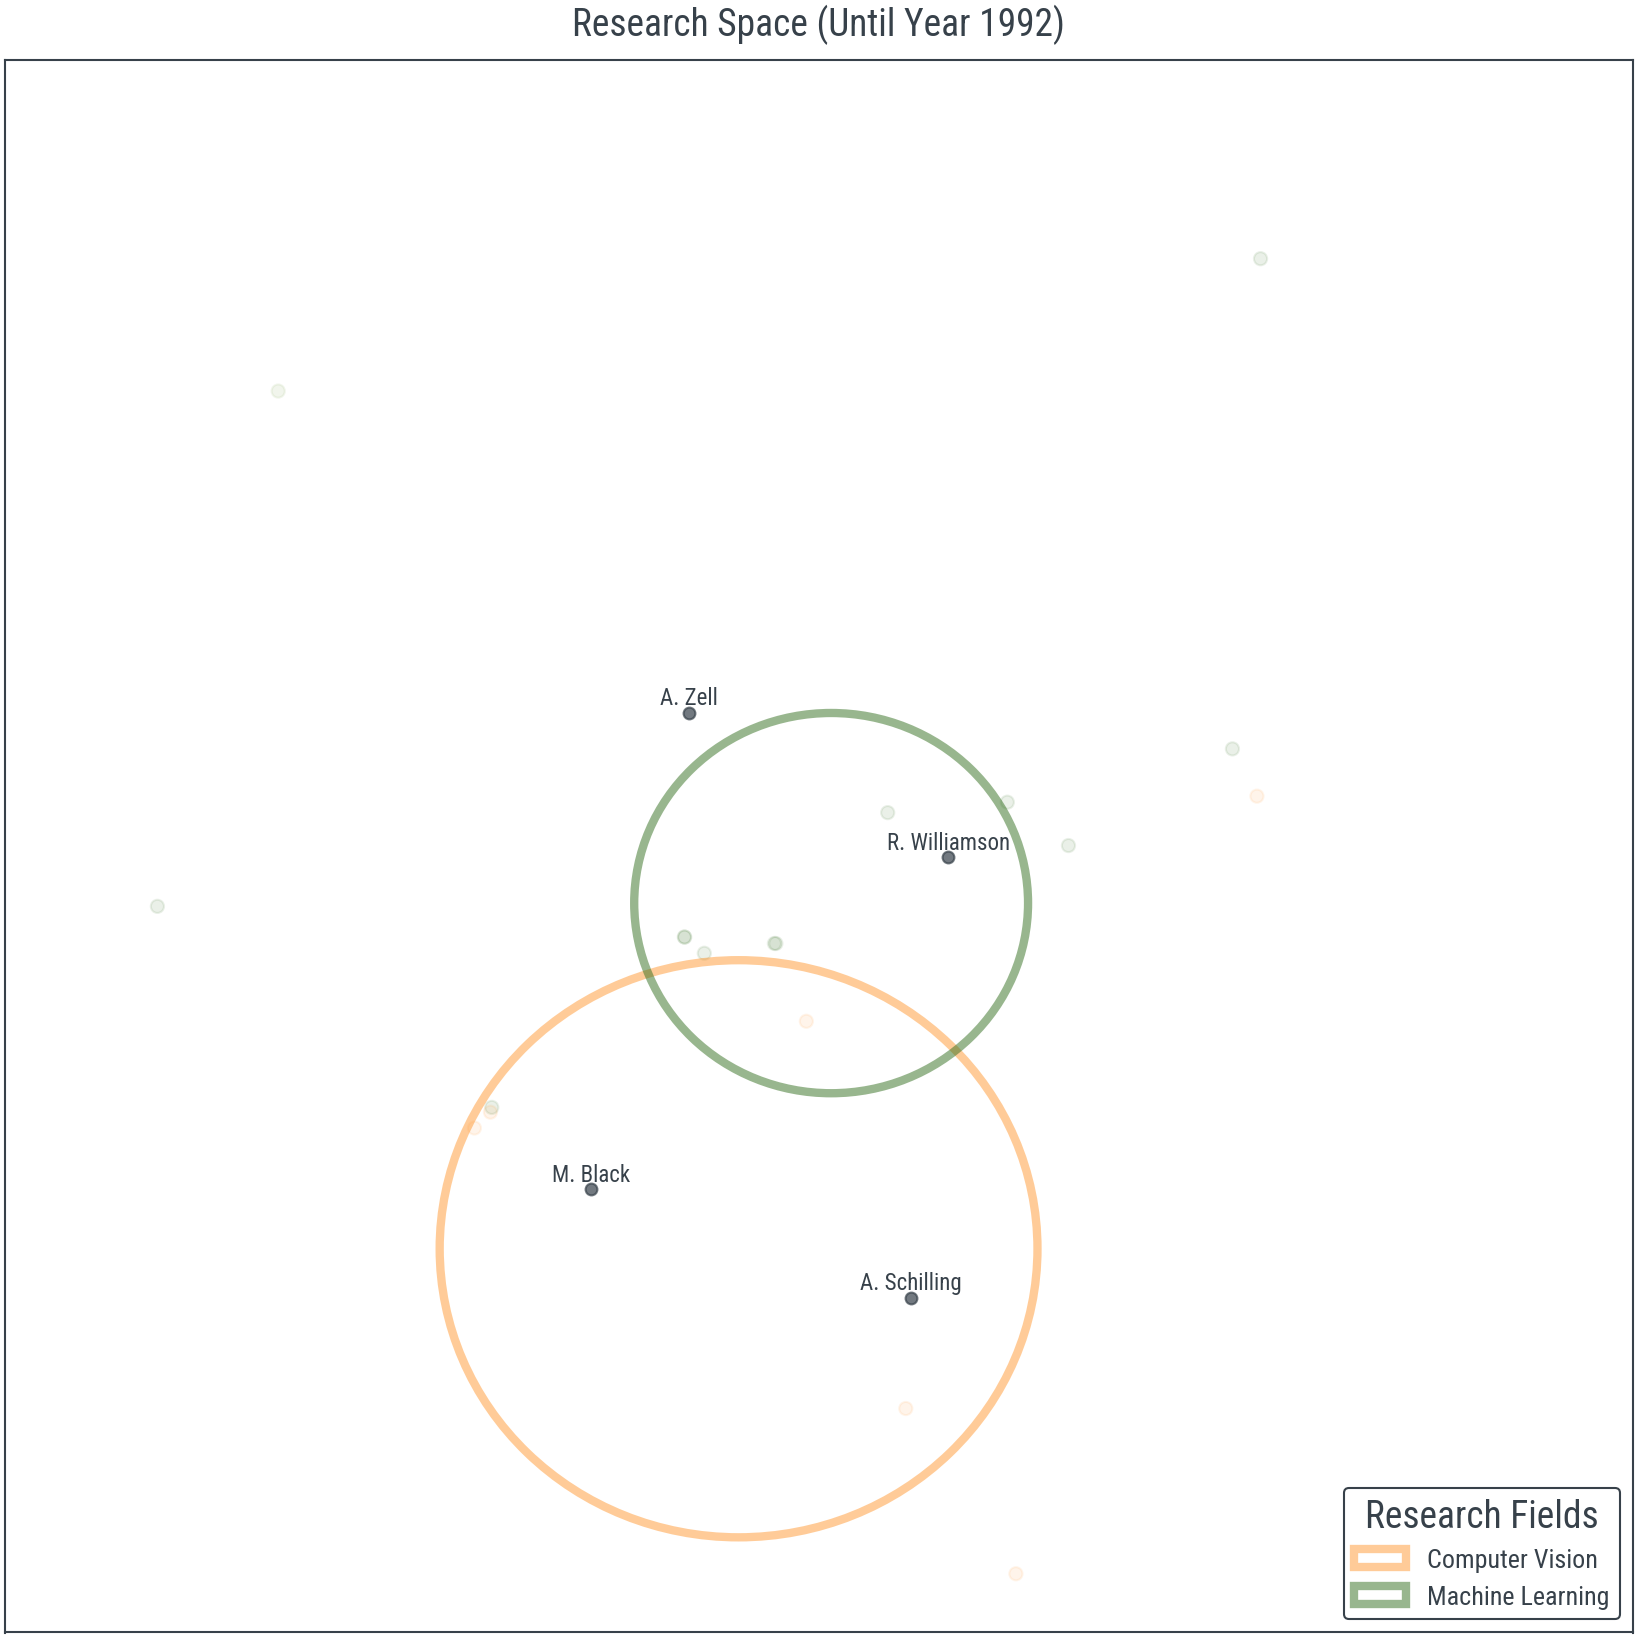 Research Space (Until Year 1992)
A. Zell
R. Williamson
M. Black
A. Schilling
Research Fields
Computer Vision
Machine Learning